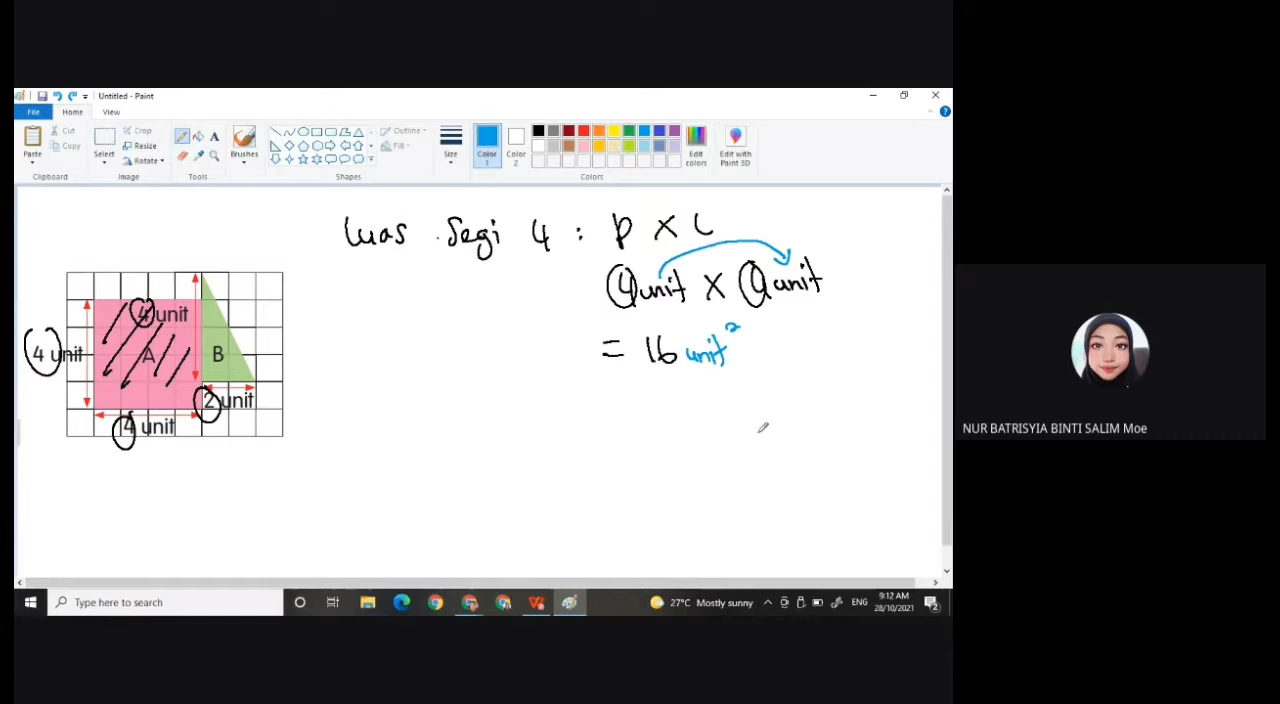 Untitled - Paint
File Home View
Paste
Cut
Copy
Select
Crop
Resize
Rotate
Brushes
Outline
Fill
Size
Color 1
Color 2
Edit colors
Edit with Paint 3D
Clipboard
Image
Tools
Shapes
Colors
Luas Segi 4 : P X L
4 unit X 4 unit
= 16 unit²
4 unit
4 unit
A
B
2 unit
4 unit
NUR BATRISYIA BINTI SALIM Moe
Type here to search
27°C Mostly sunny
ENG
9:12 AM
28/10/2021
2